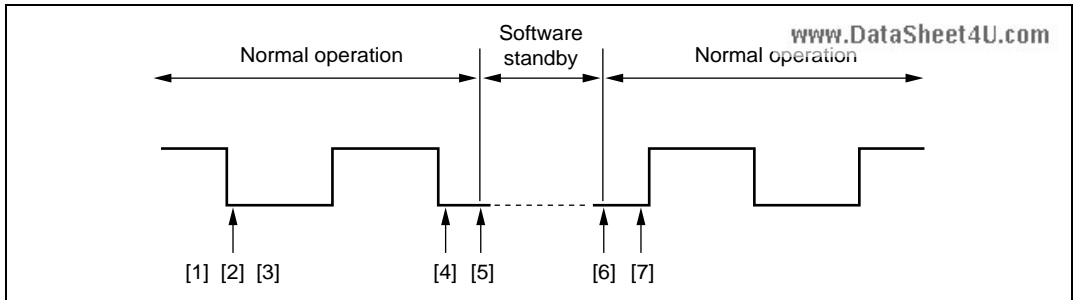 www.DataSheet4U.com
Software
standby
Normal operation
Normal operation
[1] [2] [3]
[4] [5]
[6] [7]